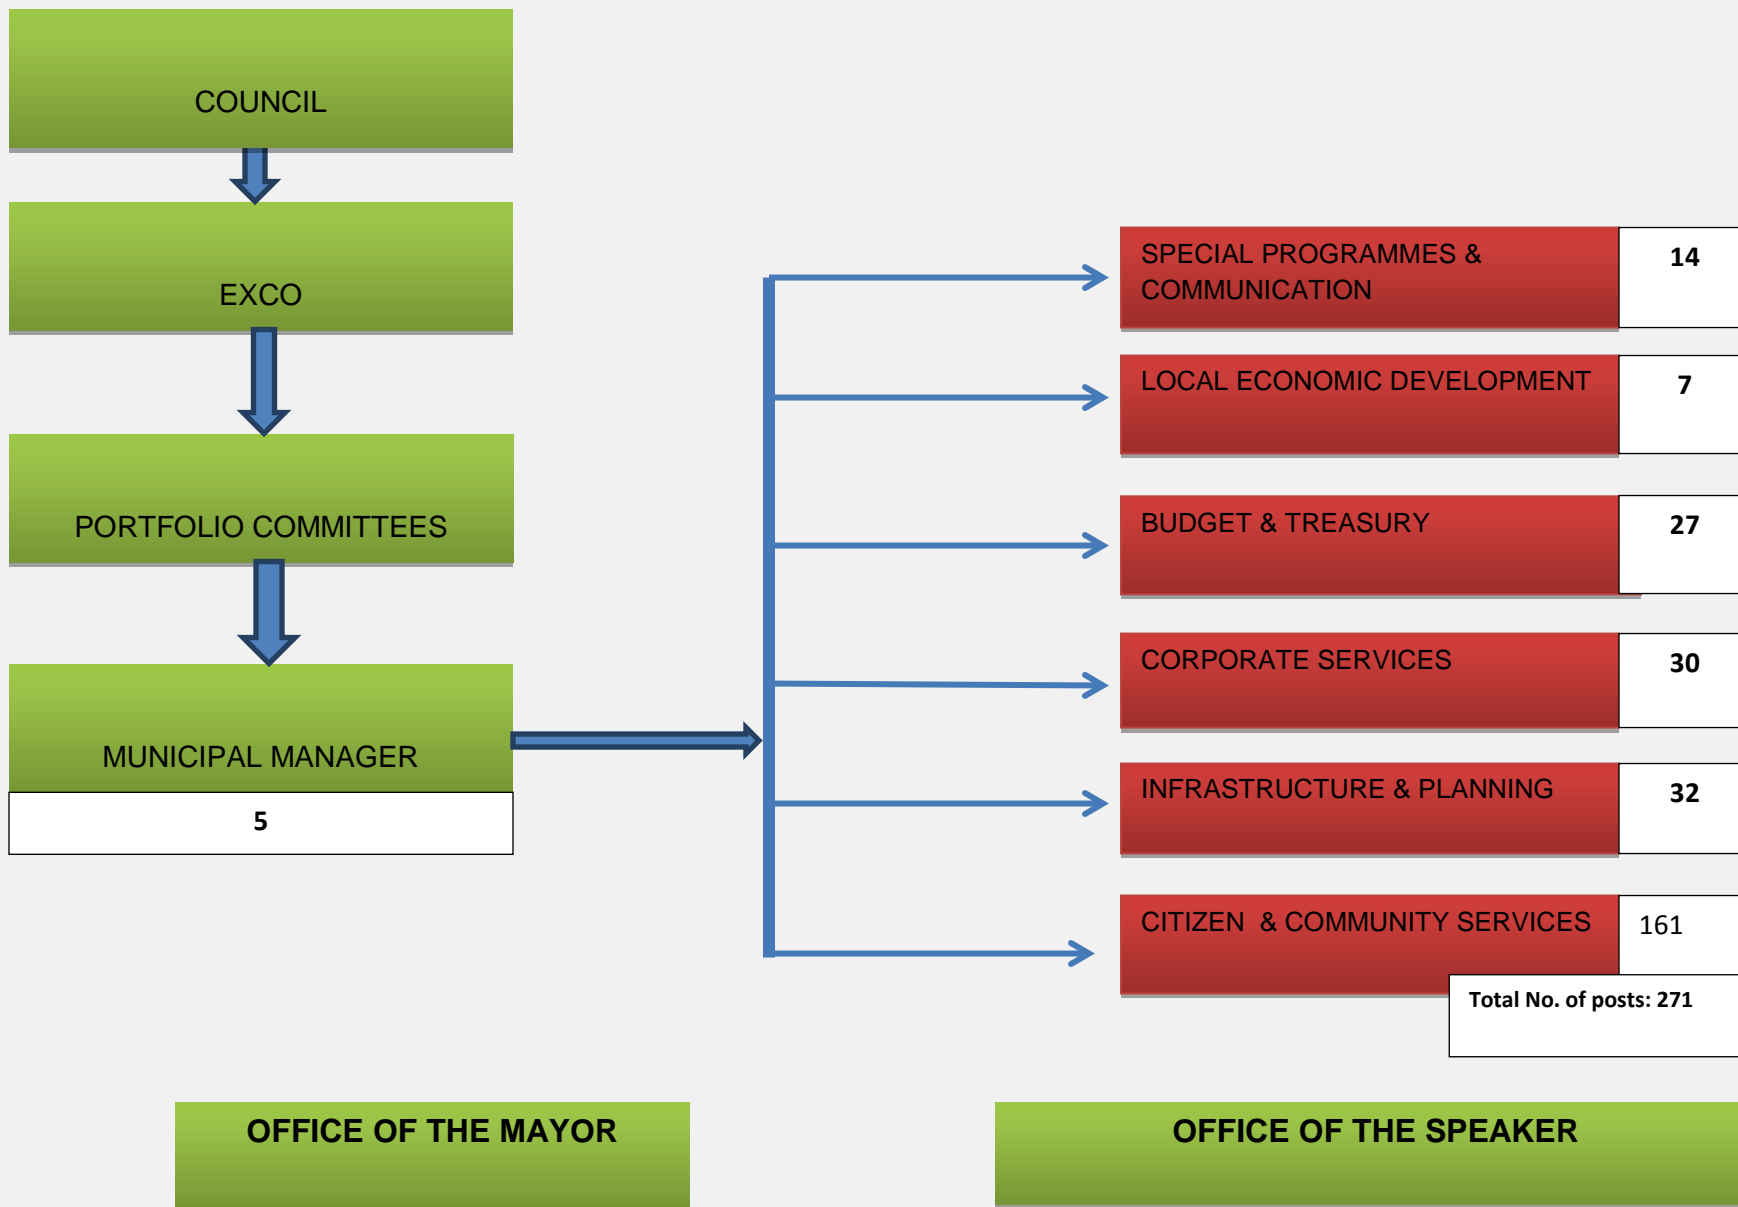 COUNCIL
EXCO
PORTFOLIO COMMITTEES
MUNICIPAL MANAGER
5
SPECIAL PROGRAMMES &
COMMUNICATION
14
LOCAL ECONOMIC DEVELOPMENT
7
BUDGET & TREASURY
27
CORPORATE SERVICES
30
INFRASTRUCTURE & PLANNING
32
CITIZEN & COMMUNITY SERVICES
161
Total No. of posts: 271
OFFICE OF THE MAYOR
OFFICE OF THE SPEAKER